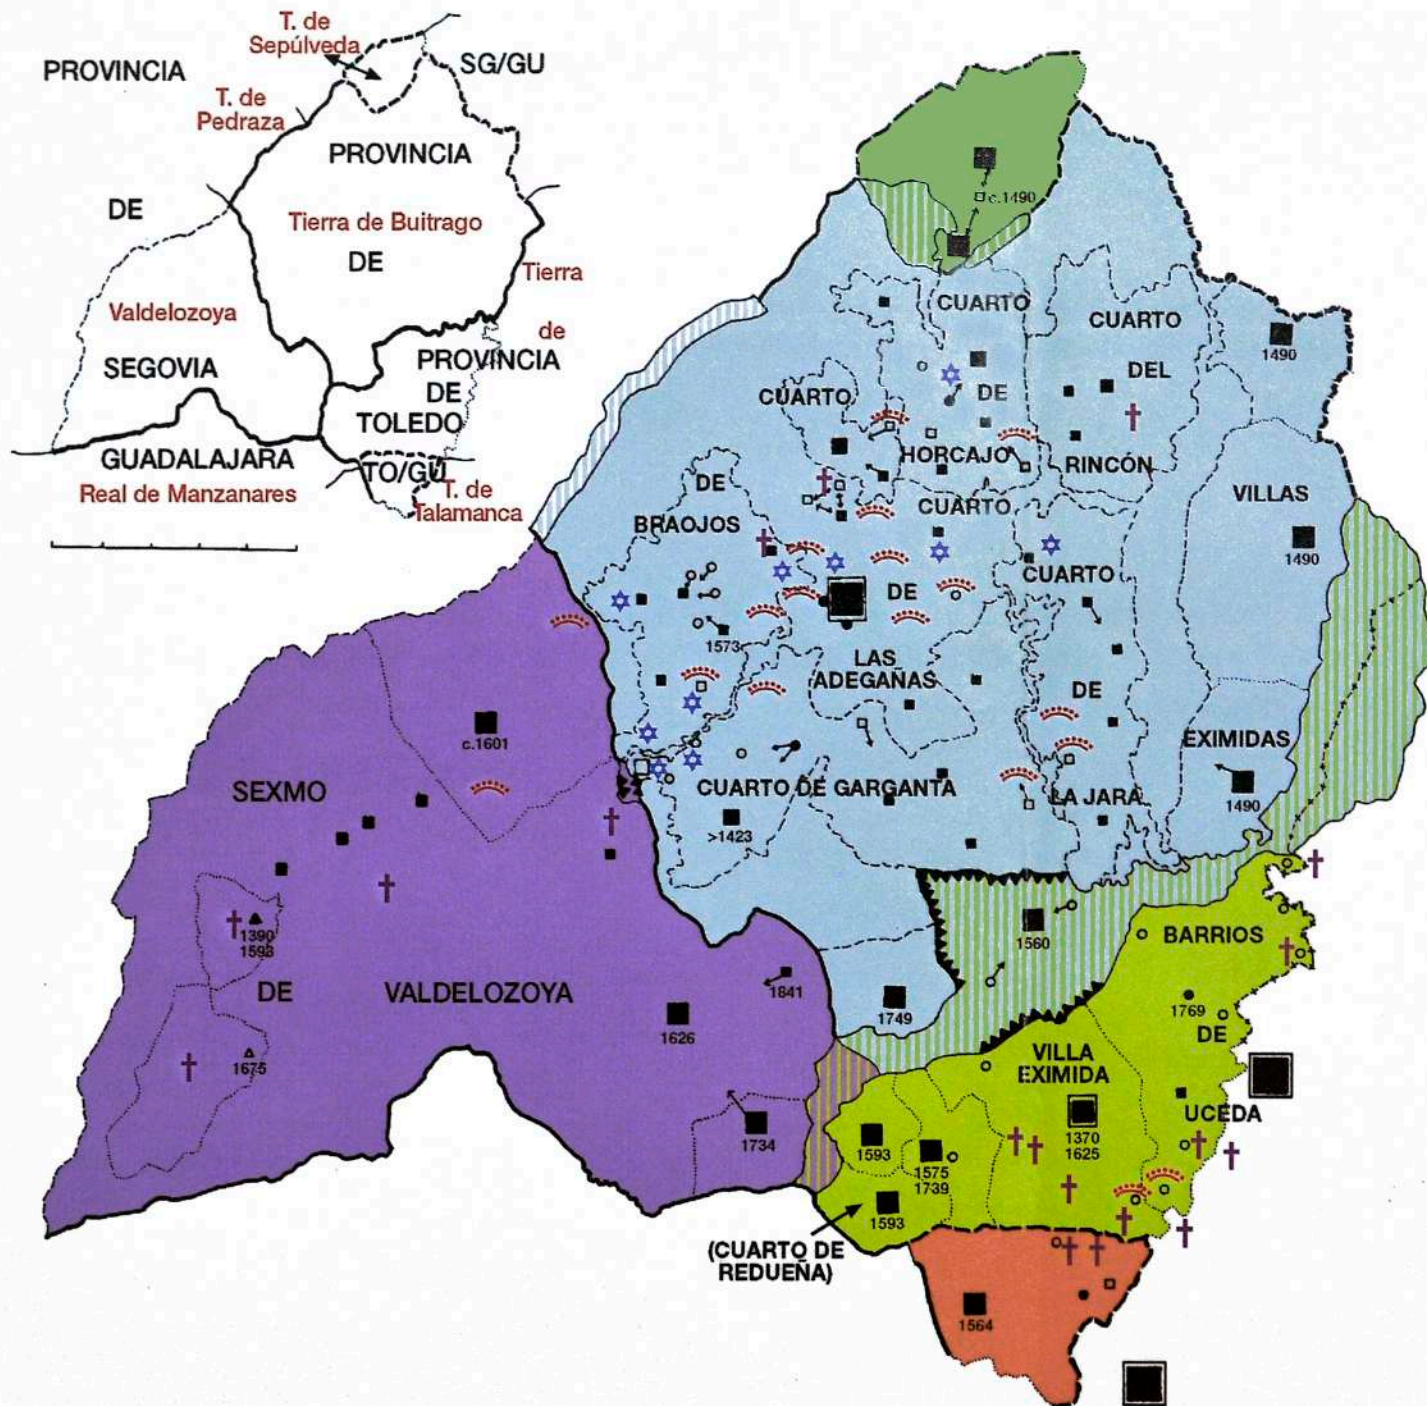 T. de
Sepúlveda
PROVINCIA
SG/GU
T. de
Pedraza
PROVINCIA
DE
Tierra de Buitrago
DE
Tierra
Valdelozoya
de
SEGOVIA
PROVINCIA
DE
TOLEDO
GUADALAJARA
TO/GU
Real de Manzanares
T. de
Talamanca
c.1490
CUARTO
CUARTO
1490
DEL
DE
CUARTO
HORCAJO
RINCÓN
DE
VILLAS
CUARTO
BRAOJOS
1490
CUARTO
DE
1573
LAS
ADEGAÑAS
DE
c.1601
EXIMIDAS
SEXMO
CUARTO DE GARGANTA
LA JARA
1490
>1423
1390
1593
1560
BARRIOS
DE
VALDELOZOYA
1841
1749
1769
1626
DE
VILLA
EXIMIDA
1675
UCEDA
1734
1593
1370
1625
1575
1739
1593
(CUARTO DE
REDUEÑA)
1564